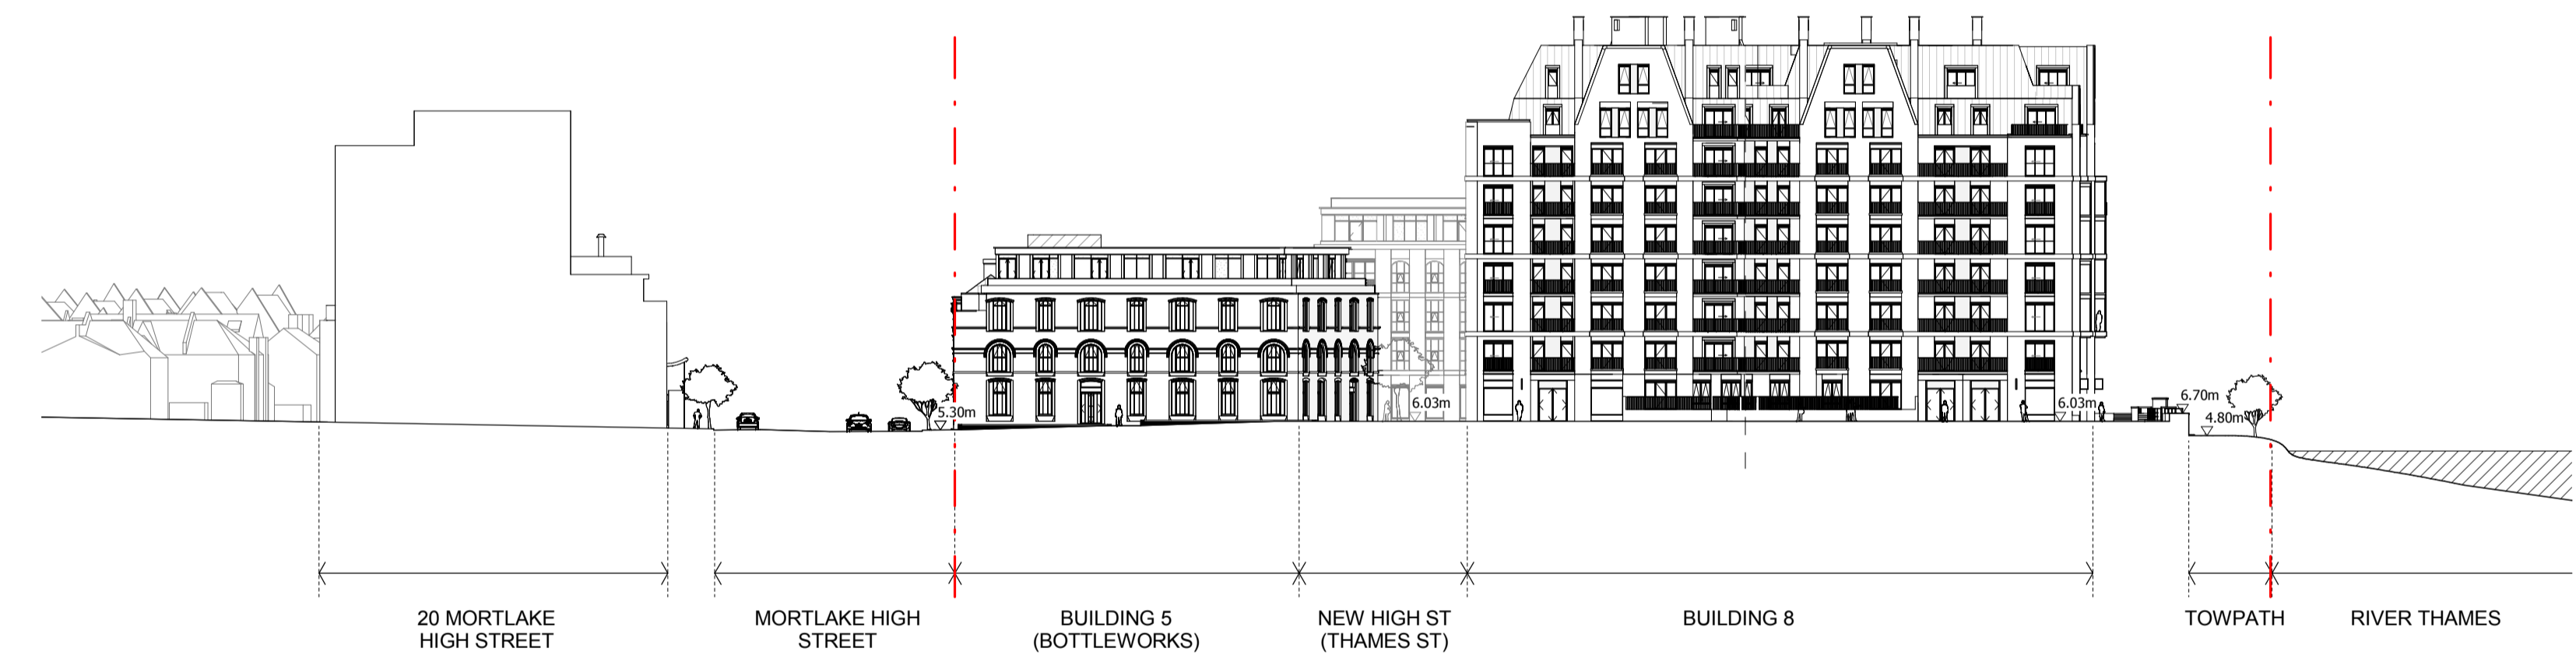 5.30m
6.03m
6.03m
6.70m
4.80m
20 MORTLAKE
HIGH STREET
MORTLAKE HIGH
STREET
BUILDING 5
(BOTTLEWORKS)
NEW HIGH ST
(THAMES ST)
BUILDING 8
TOWPATH
RIVER THAMES